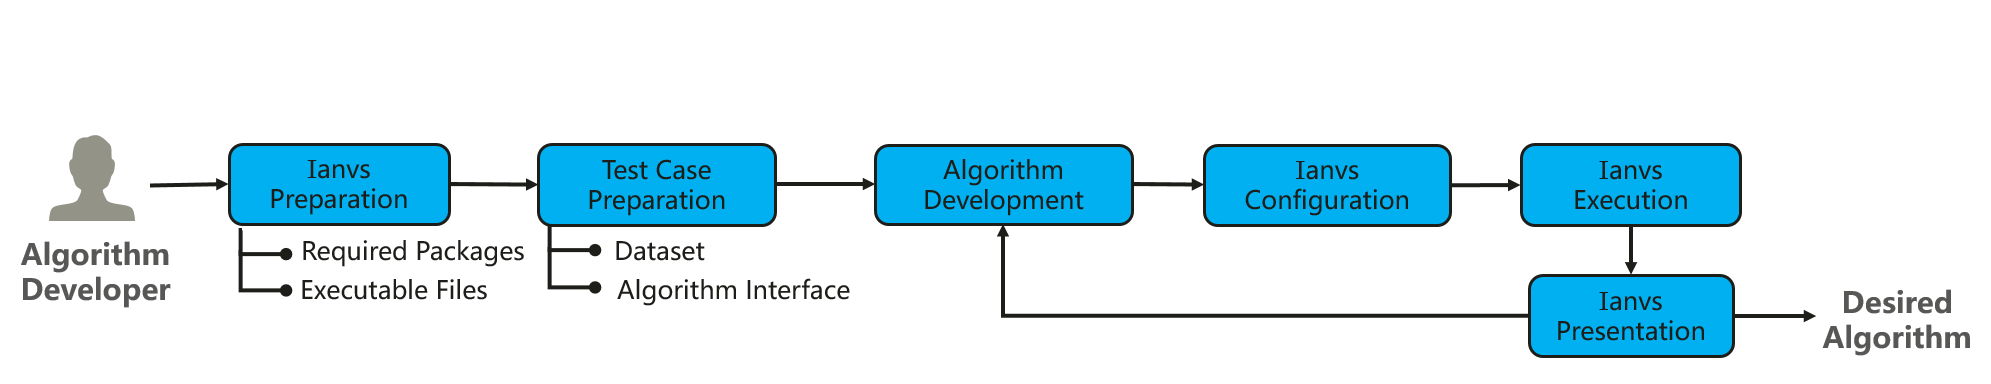 Algorithm
Developer
Ianvs
Preparation
Required Packages
Executable Files
Test Case
Preparation
Dataset
Algorithm Interface
Algorithm
Development
Ianvs
Configuration
Ianvs
Execution
Ianvs
Presentation
Desired
Algorithm